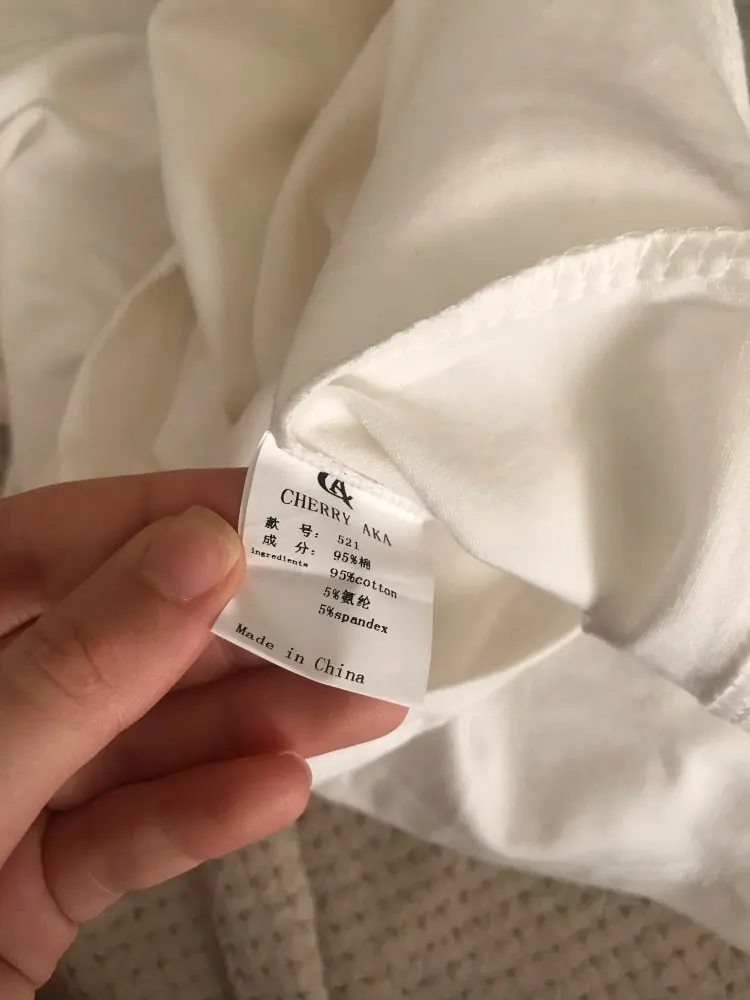 CA
CHERRY AKA
款 号: 521
成 分: 95%棉
ingredients 95%cotton
5%氨纶
5%spandex
Made in China